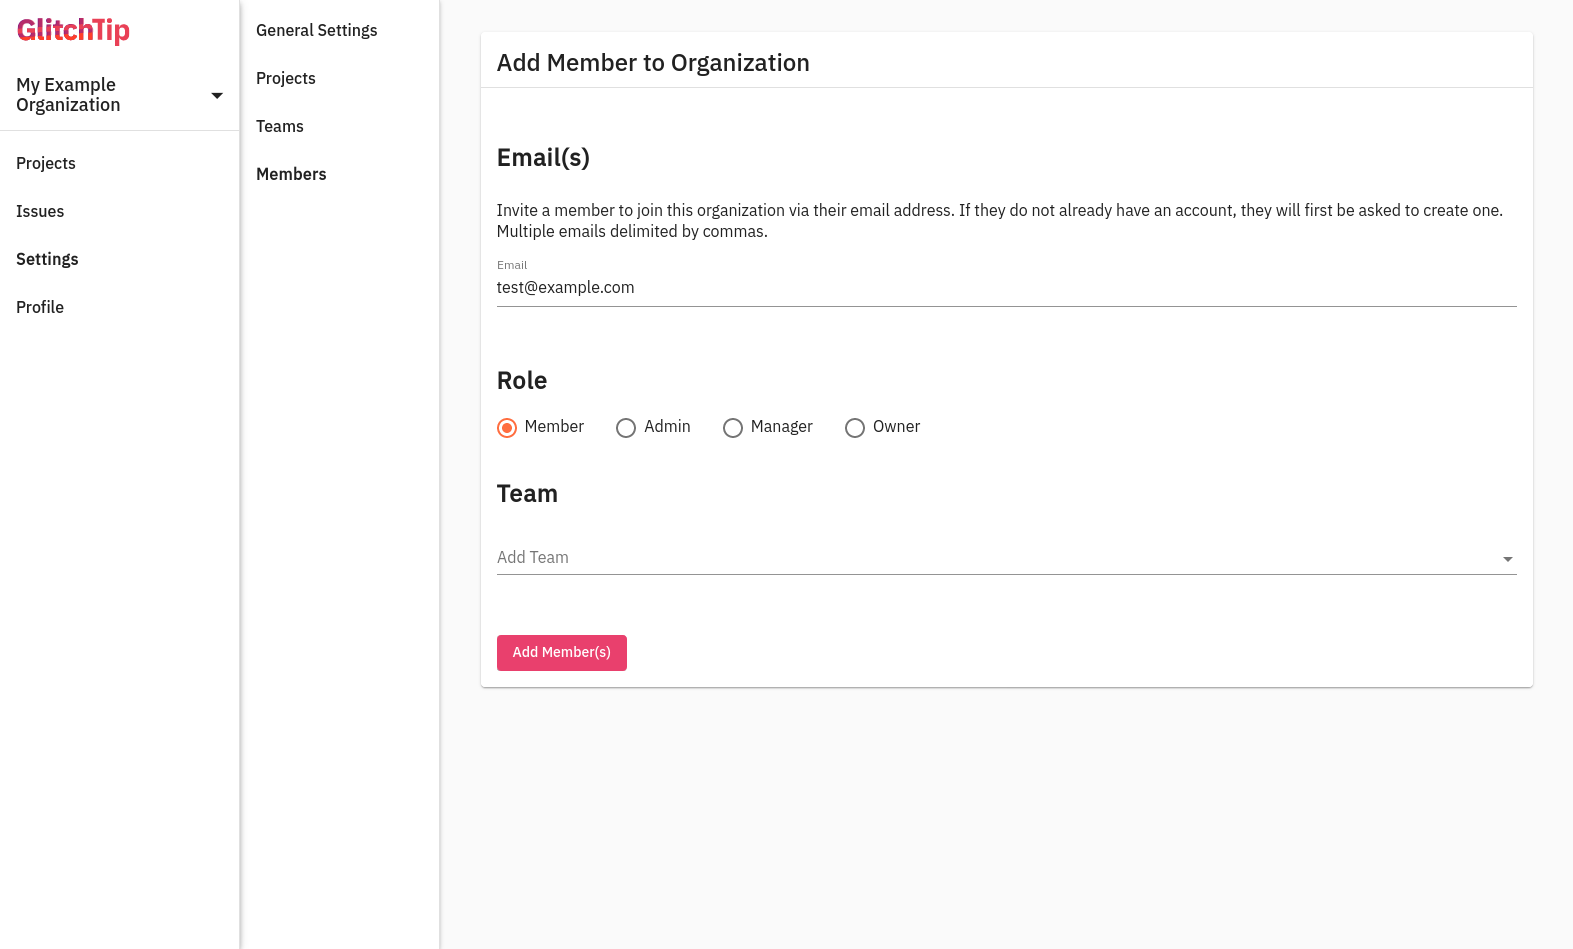 GlitchTip
My Example
Organization
Projects
Issues
Settings
Profile
General Settings
Projects
Teams
Members
Add Member to Organization
Email(s)
Invite a member to join this organization via their email address. If they do not already have an account, they will first be asked to create one.
Multiple emails delimited by commas.
Email
test@example.com
Role
Member Admin Manager Owner
Team
Add Team
Add Member(s)